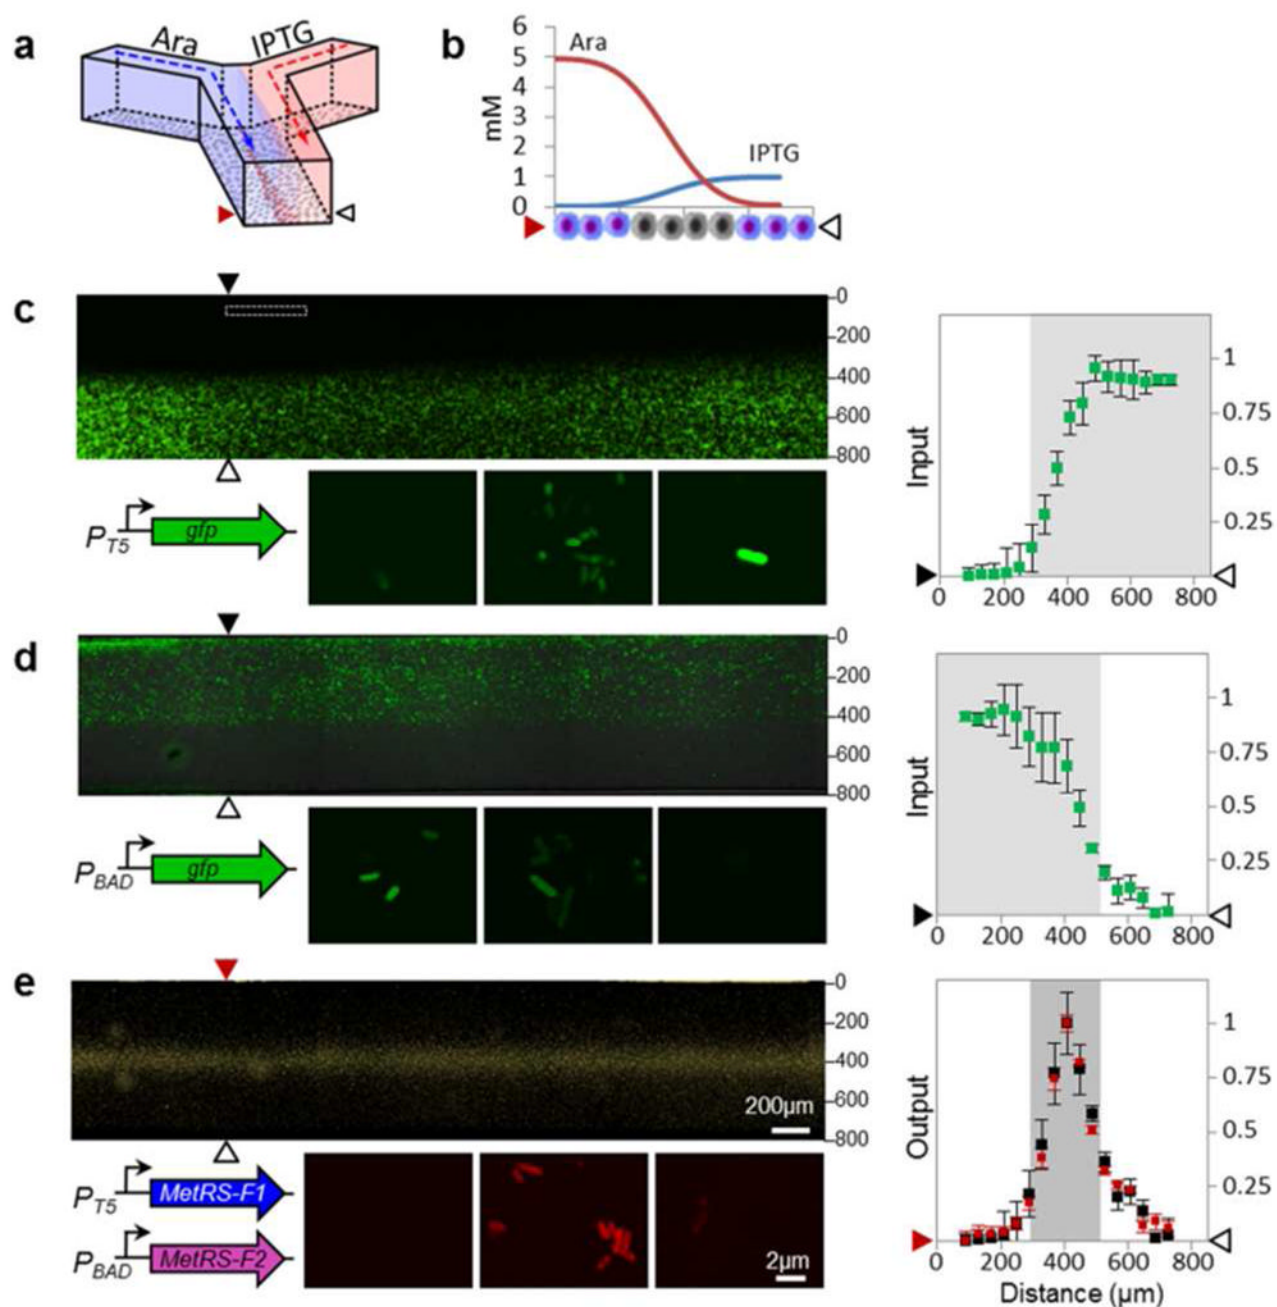 a
Ara
IPTG
b
6
5
4
3
2
1
0
mM
Ara
IPTG
c
0
200
400
600
800
P_T5
gfp
Input
1
0.75
0.5
0.25
0 200 400 600 800
d
0
200
400
600
800
P_BAD
gfp
Input
1
0.75
0.5
0.25
0 200 400 600 800
e
0
200
400
600
800
200µm
P_T5
MetRS-F1
P_BAD
MetRS-F2
2µm
Output
1
0.75
0.5
0.25
0 200 400 600 800
Distance (µm)